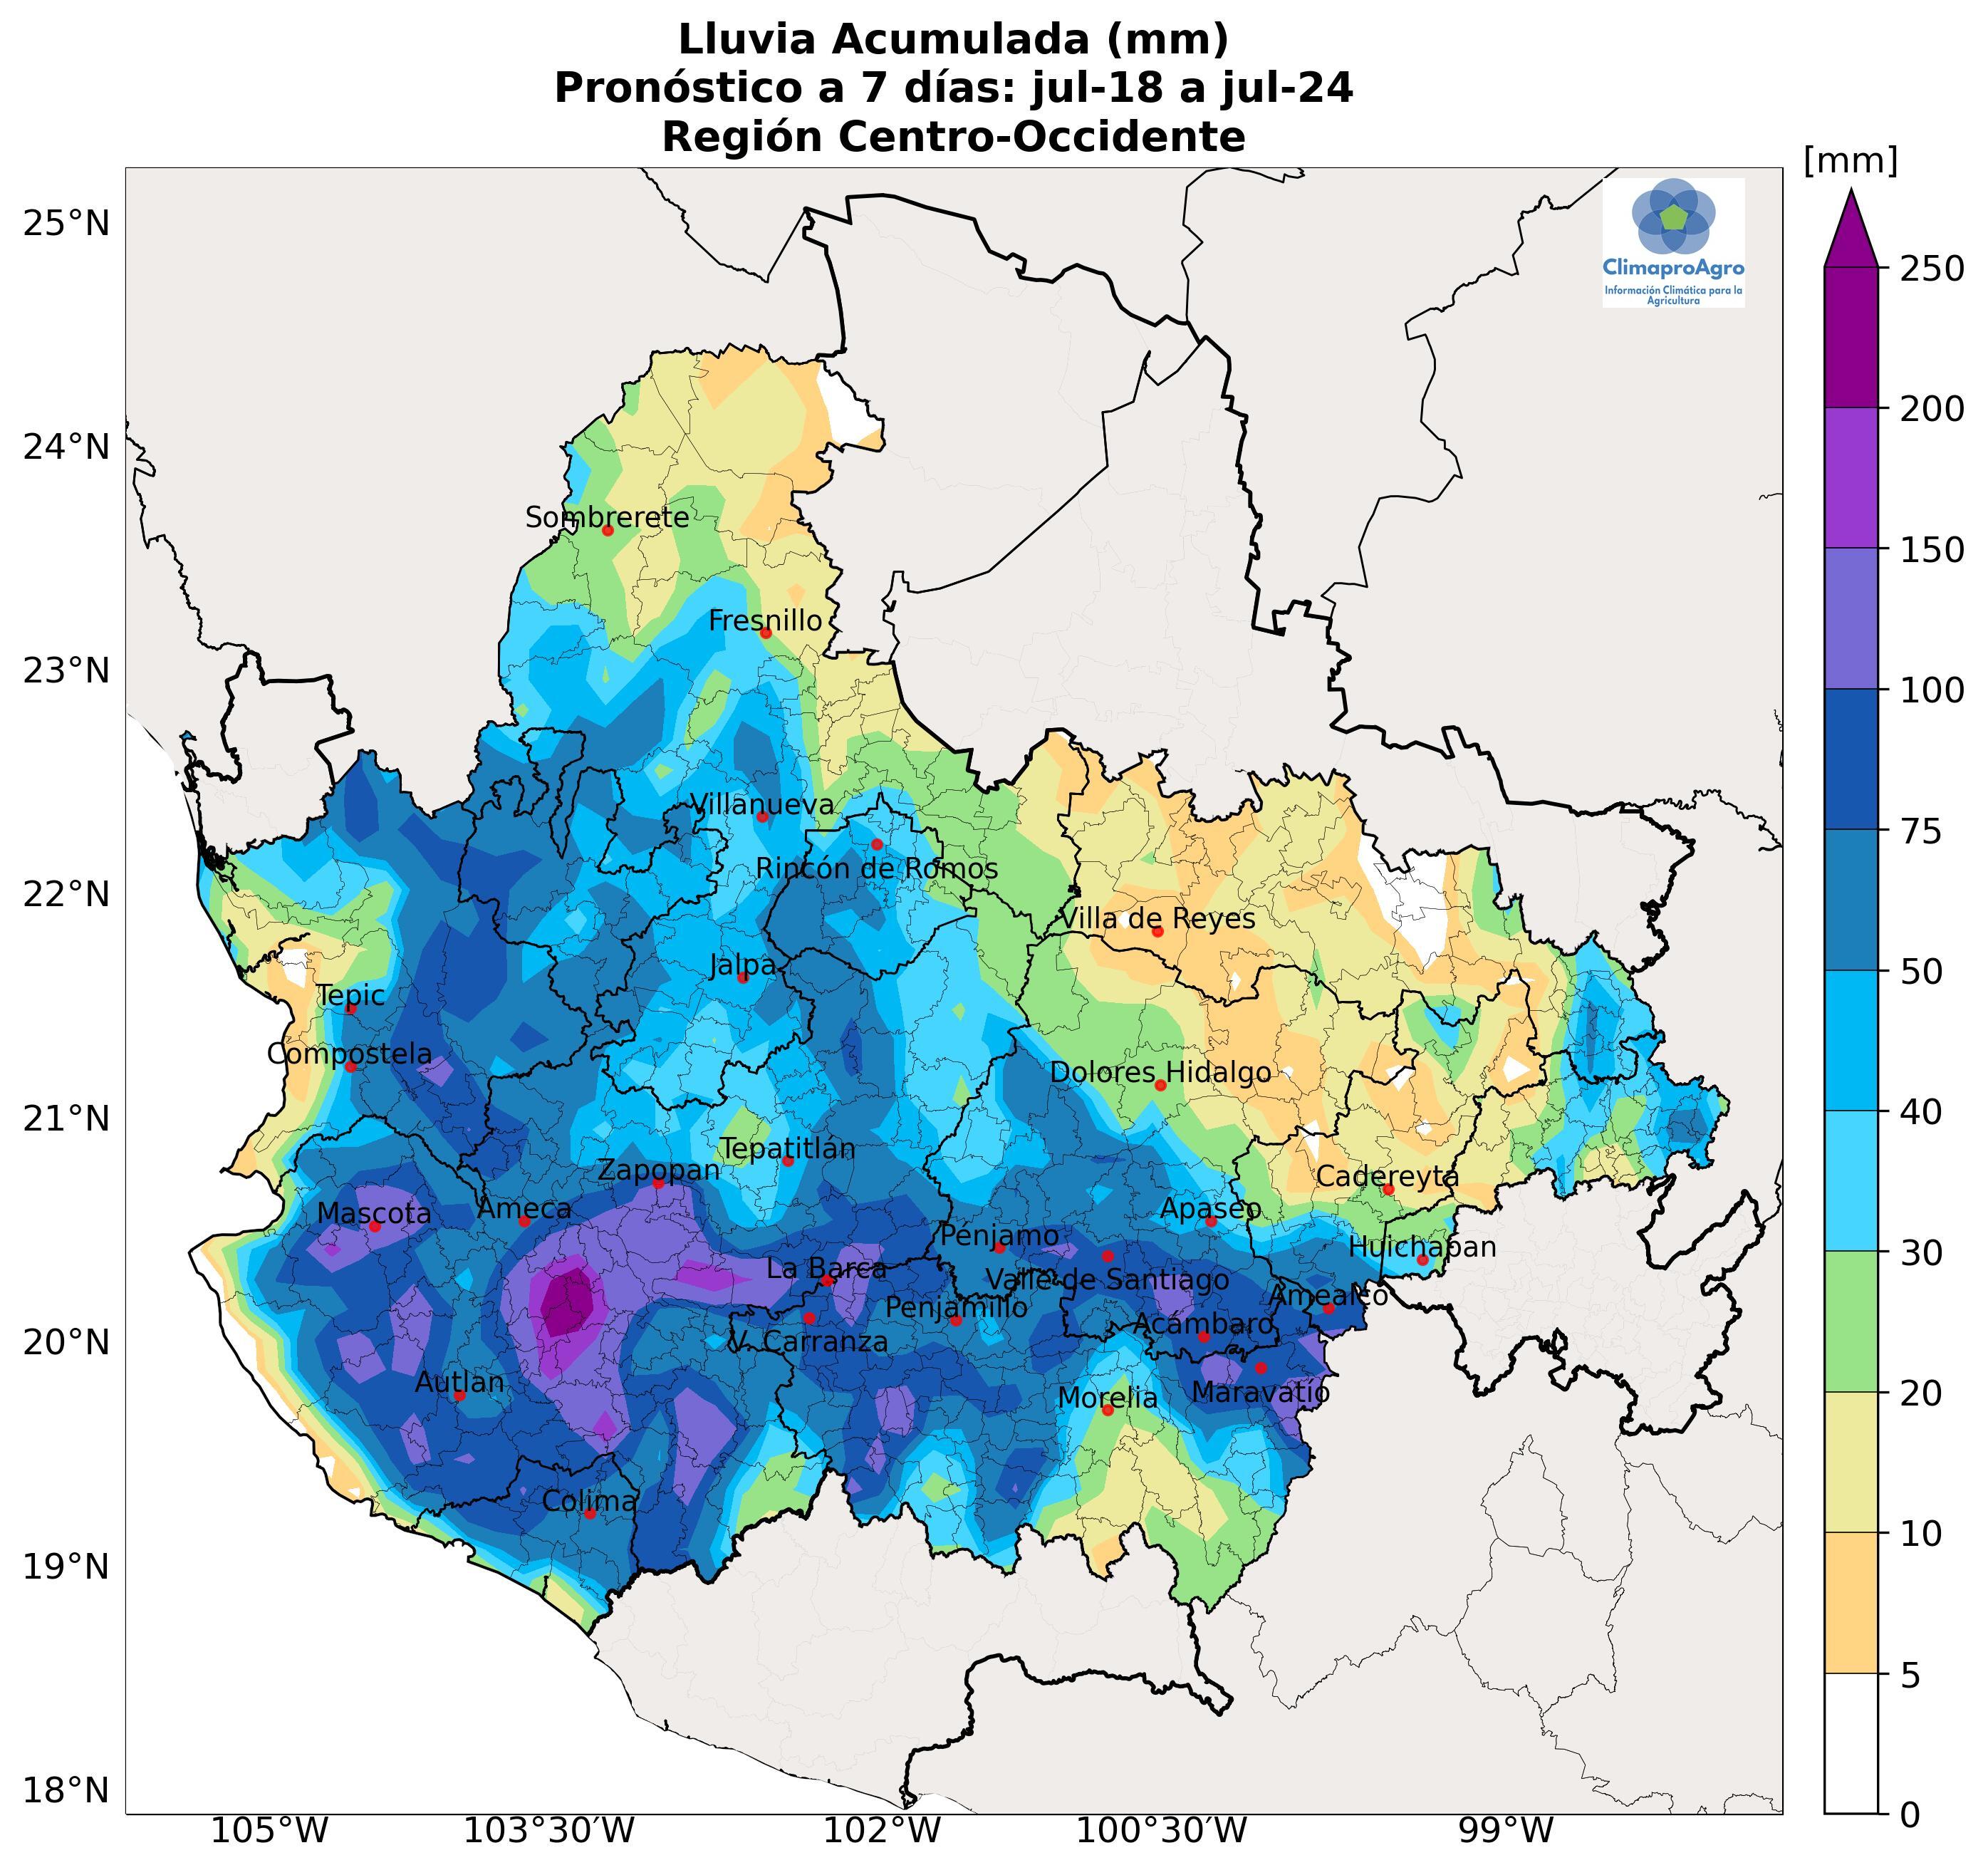 Lluvia Acumulada (mm)
Pronóstico a 7 días: jul-18 a jul-24
Región Centro-Occidente
[mm]
ClimaproAgro
Información Climática para la
Agricultura
25°N
24°N
23°N
22°N
21°N
20°N
19°N
18°N
Sombrerete
Fresnillo
Villanueva
Rincón de Romos
Villa de Reyes
Jalpa
Tepic
Compostela
Dolores Hidalgo
Tepatitlán
Zapopan
Cadereyta
Mascota
Ameca
Apaseo
Pénjamo
Huichapan
La Barca
Valle de Santiago
Amealco
Penjamillo
Acámbaro
V. Carranza
Autlan
Maravatío
Morelia
Colima
105°W
103°30'W
102°W
100°30'W
99°W
250
200
150
100
75
50
40
30
20
10
5
0